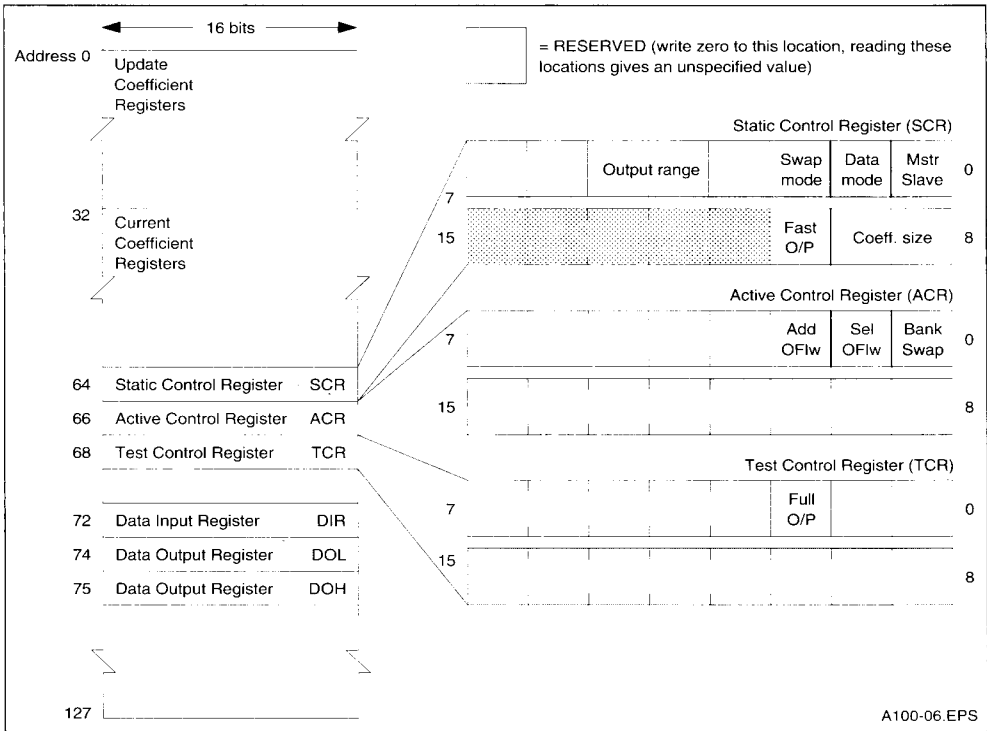 16 bits
Address 0
Update
Coefficient
Registers
= RESERVED (write zero to this location, reading these
locations gives an unspecified value)
Static Control Register (SCR)
7
Output range
Swap
mode
Data
mode
Mstr
Slave
0
15
Fast
O/P
Coeff. size
8
32
Current
Coefficient
Registers
Active Control Register (ACR)
7
Add
OFlw
Sel
OFlw
Bank
Swap
0
15
8
64 Static Control Register SCR
66 Active Control Register ACR
68 Test Control Register TCR
Test Control Register (TCR)
7
Full
O/P
0
15
8
72 Data Input Register DIR
74 Data Output Register DOL
75 Data Output Register DOH
127
A100-06.EPS